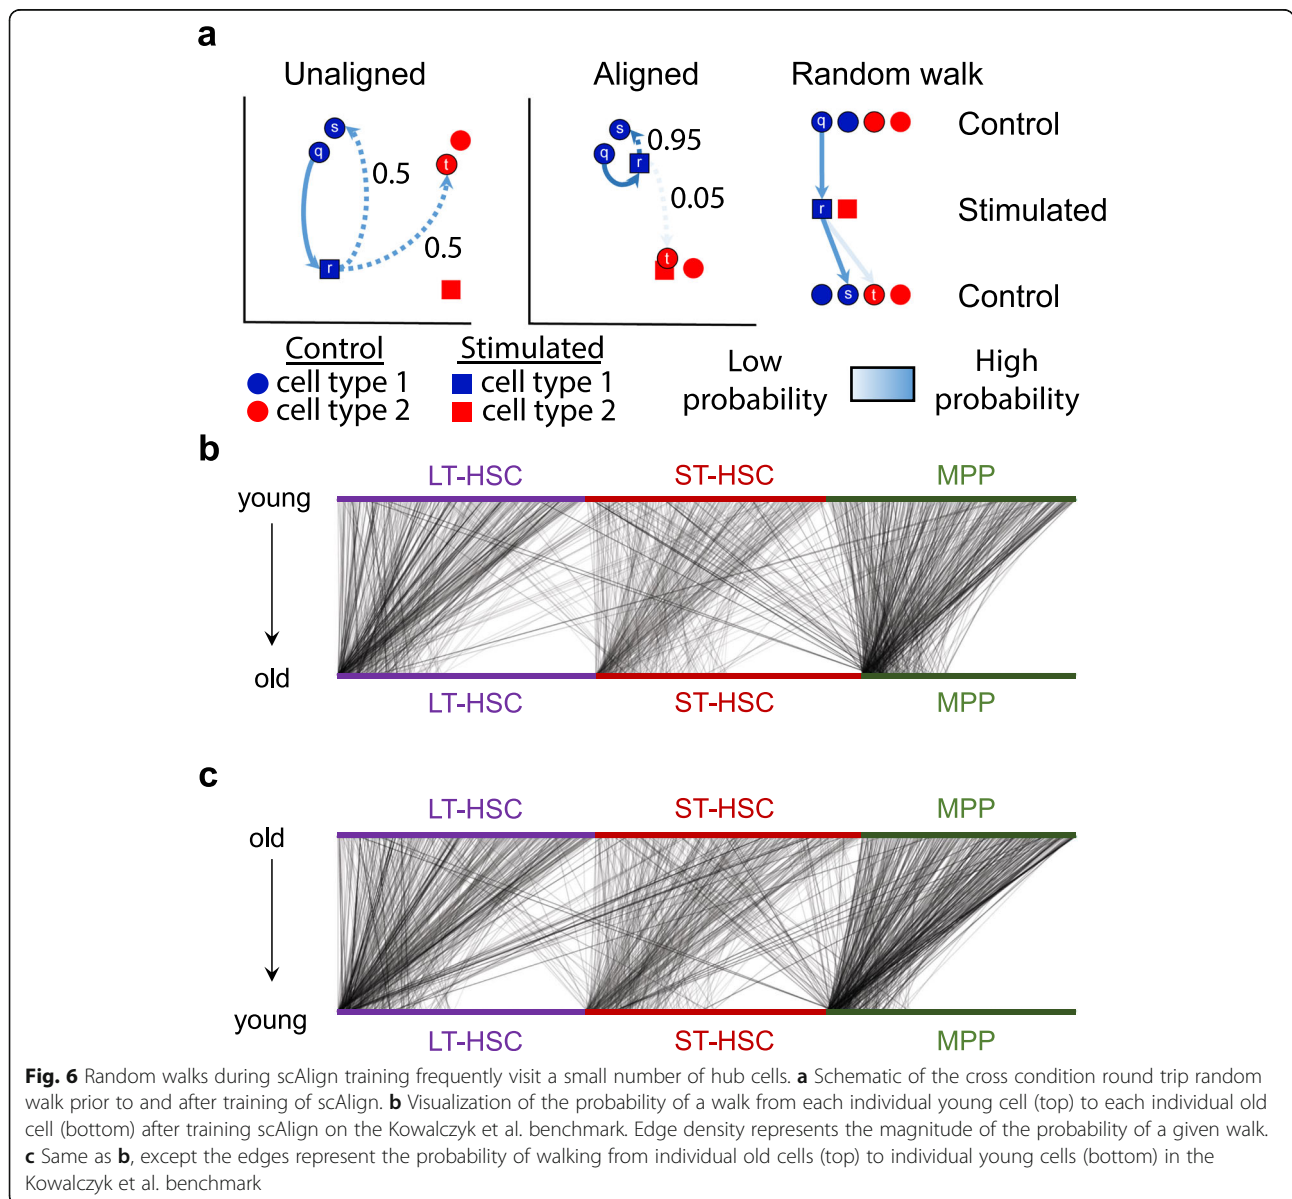 a
Unaligned
Aligned
Random walk
s
q
t
r
0.5
0.5
s
q
r
0.95
0.05
t
q
Control
r
Stimulated
s
t
Control
Control
Stimulated
cell type 1
cell type 1
cell type 2
cell type 2
Low
probability
High
probability
b
LT-HSC
ST-HSC
MPP
young
old
LT-HSC
ST-HSC
MPP
c
LT-HSC
ST-HSC
MPP
old
young
LT-HSC
ST-HSC
MPP
Fig. 6 Random walks during scAlign training frequently visit a small number of hub cells. a Schematic of the cross condition round trip random
walk prior to and after training of scAlign. b Visualization of the probability of a walk from each individual young cell (top) to each individual old
cell (bottom) after training scAlign on the Kowalczyk et al. benchmark. Edge density represents the magnitude of the probability of a given walk.
c Same as b, except the edges represent the probability of walking from individual old cells (top) to individual young cells (bottom) in the
Kowalczyk et al. benchmark